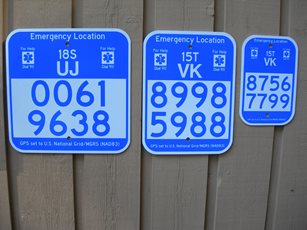 Emergency Location
For Help
Dial 911
18S
For Help
Dial 911
UJ
0061
9638
GPS set to U.S. National Grid/MGRS (NAD83)
Emergency Location
For Help
Dial 911
15T
For Help
Dial 911
VK
8998
5988
GPS set to U.S. National Grid/MGRS (NAD83)
Emergency Location
15T
VK
8756
7799